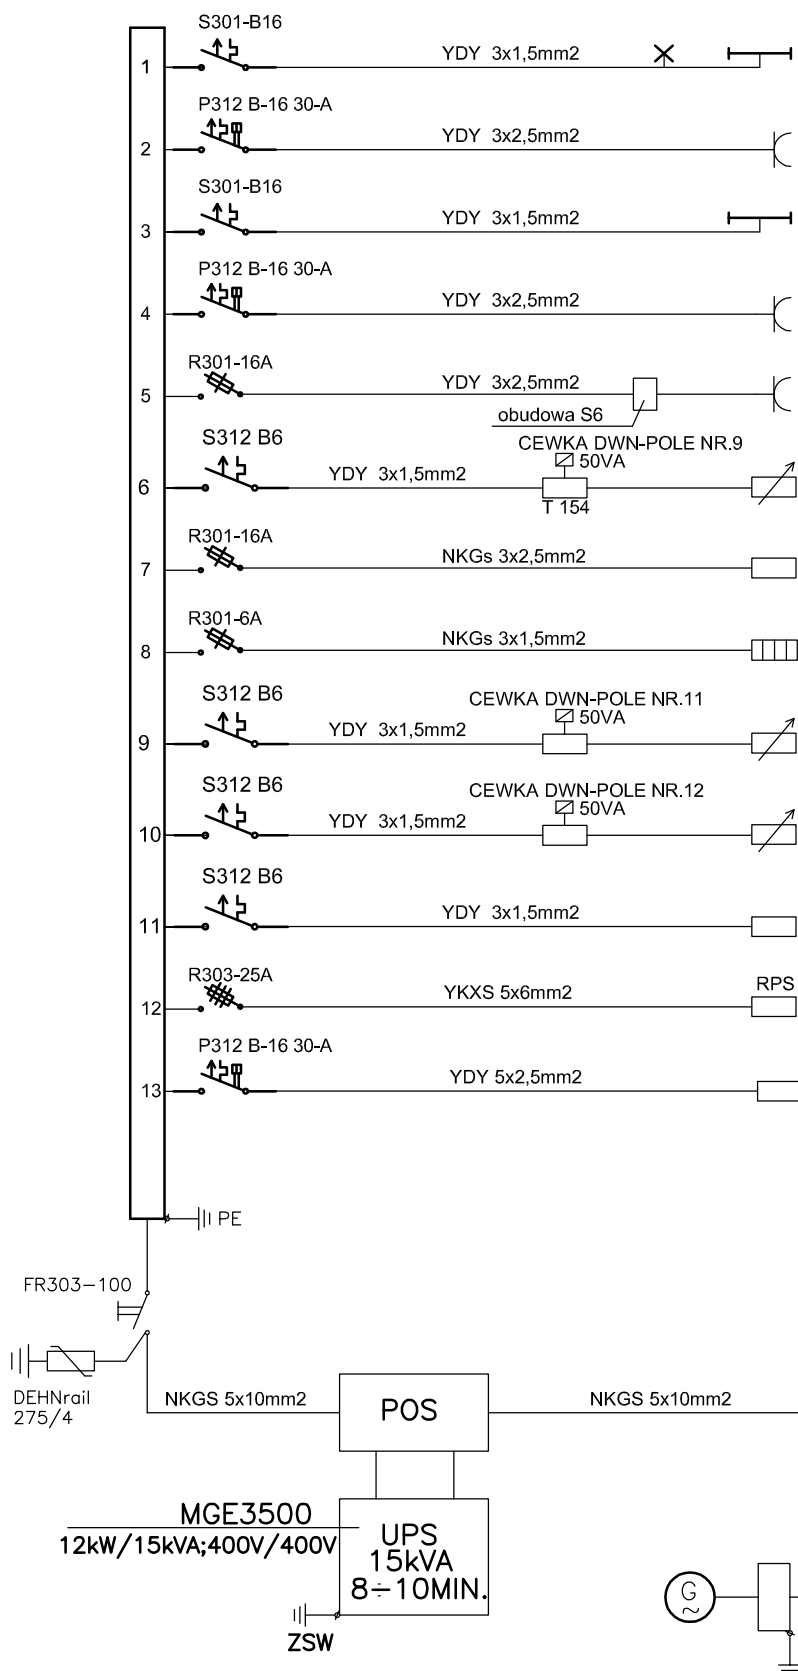 S301-B16
1
YDY 3x1,5mm2
P312 B-16 30-A
2
YDY 3x2,5mm2
S301-B16
3
YDY 3x1,5mm2
P312 B-16 30-A
4
YDY 3x2,5mm2
R301-16A
5
YDY 3x2,5mm2
obudowa S6
S312 B6
CEWKA DWN-POLE NR.9
50VA
6
YDY 3x1,5mm2
T 154
R301-16A
7
NKGs 3x2,5mm2
R301-6A
8
NKGs 3x1,5mm2
S312 B6
CEWKA DWN-POLE NR.11
50VA
9
YDY 3x1,5mm2
S312 B6
CEWKA DWN-POLE NR.12
50VA
10
YDY 3x1,5mm2
S312 B6
11
YDY 3x1,5mm2
R303-25A
12
YKXS 5x6mm2
RPS
P312 B-16 30-A
13
YDY 5x2,5mm2
PE
FR303-100
DEHNrail
275/4
NKGS 5x10mm2
POS
NKGS 5x10mm2
MGE3500
12kW/15kVA;400V/400V
UPS
15kVA
8÷10MIN.
ZSW
G
~